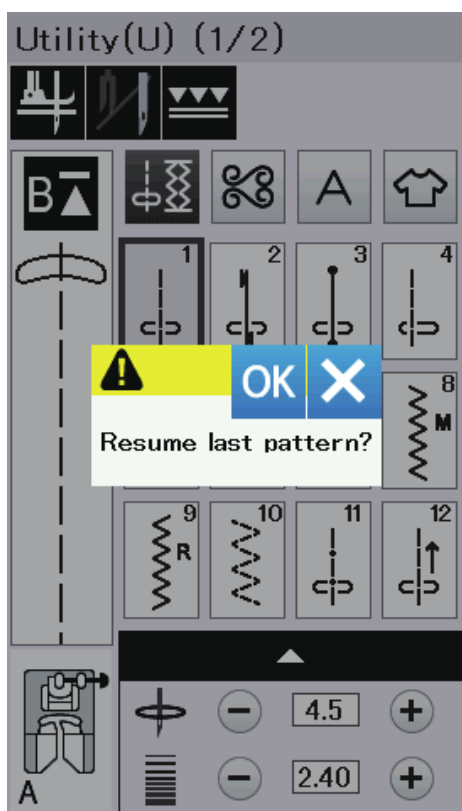 Utility(U) (1/2)
B
A
1
2
3
4
OK
Resume last pattern?
8
M
9
R
10
11
12
4.5
2.40
A